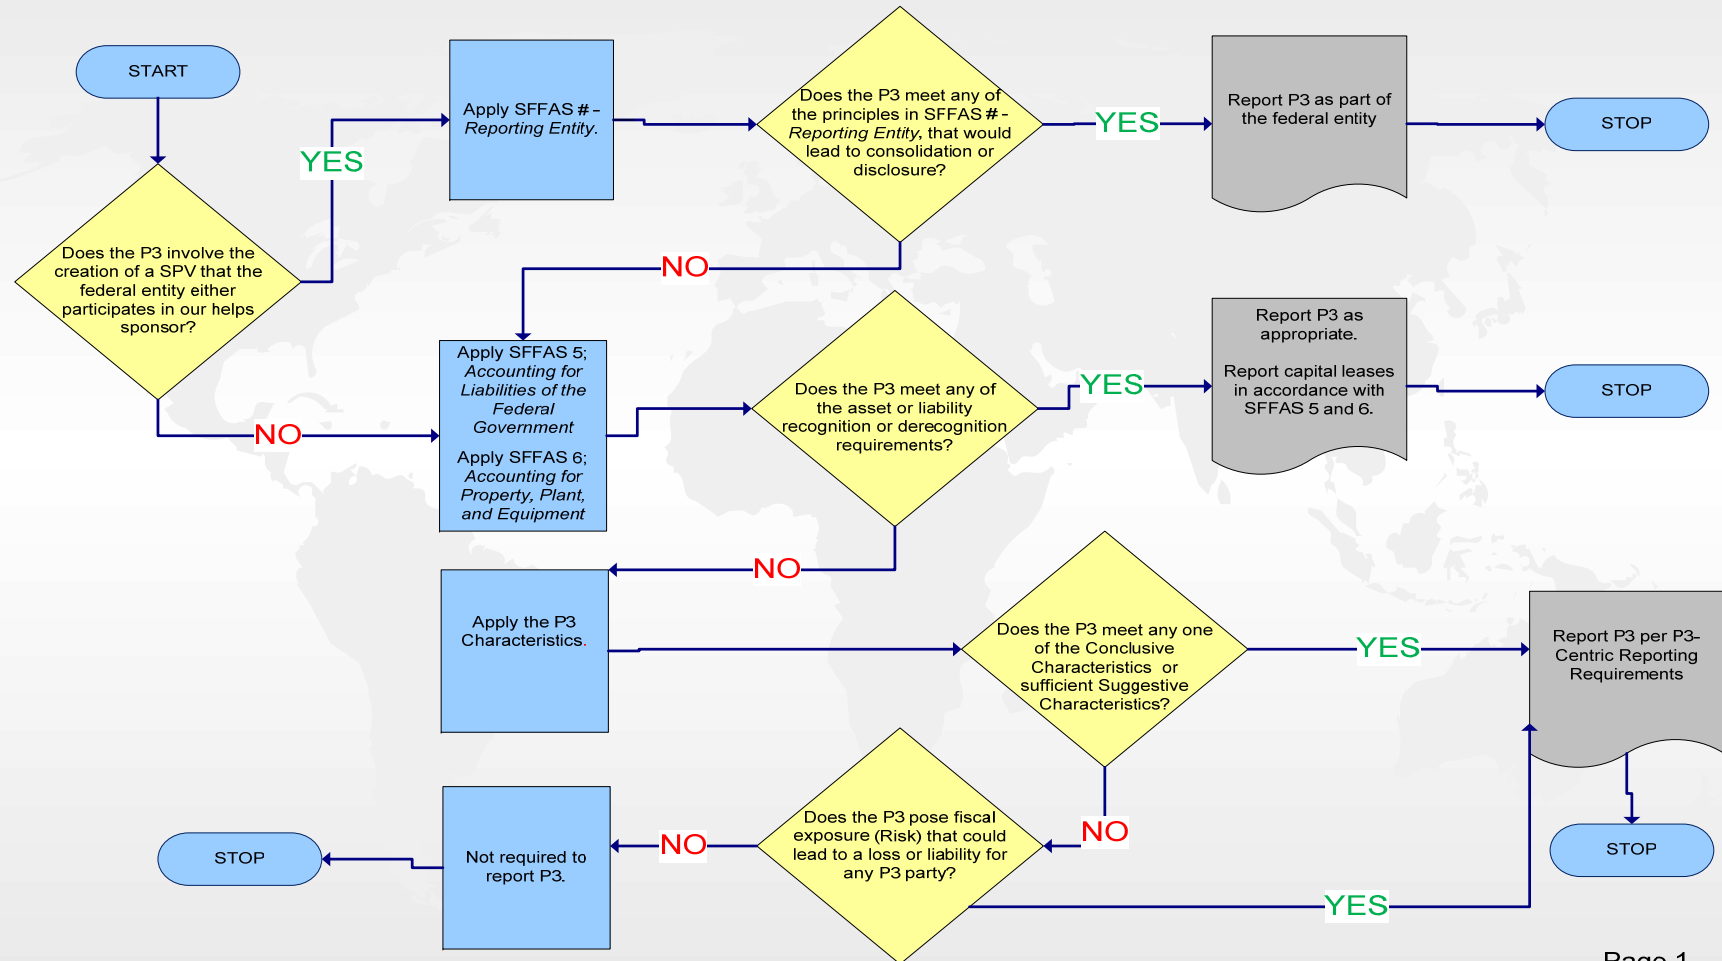 START
Does the P3 involve the
creation of a SPV that the
federal entity either
participates in our helps
sponsor?
YES
Apply SFFAS # -
Reporting Entity.
Does the P3 meet any of
the principles in SFFAS # -
Reporting Entity, that would
lead to consolidation or
disclosure?
YES
Report P3 as part of
the federal entity
STOP
NO
NO
Apply SFFAS 5;
Accounting for
Liabilities of the
Federal
Government
Apply SFFAS 6;
Accounting for
Property, Plant,
and Equipment
Does the P3 meet any of
the asset or liability
recognition or derecognition
requirements?
YES
Report P3 as
appropriate.
Report capital leases
in accordance with
SFFAS 5 and 6.
STOP
NO
Apply the P3
Characteristics.
Does the P3 meet any one
of the Conclusive
Characteristics or
sufficient Suggestive
Characteristics?
YES
Report P3 per P3-
Centric Reporting
Requirements
STOP
NO
Does the P3 pose fiscal
exposure (Risk) that could
lead to a loss or liability for
any P3 party?
NO
Not required to
report P3.
STOP
YES
Page 1